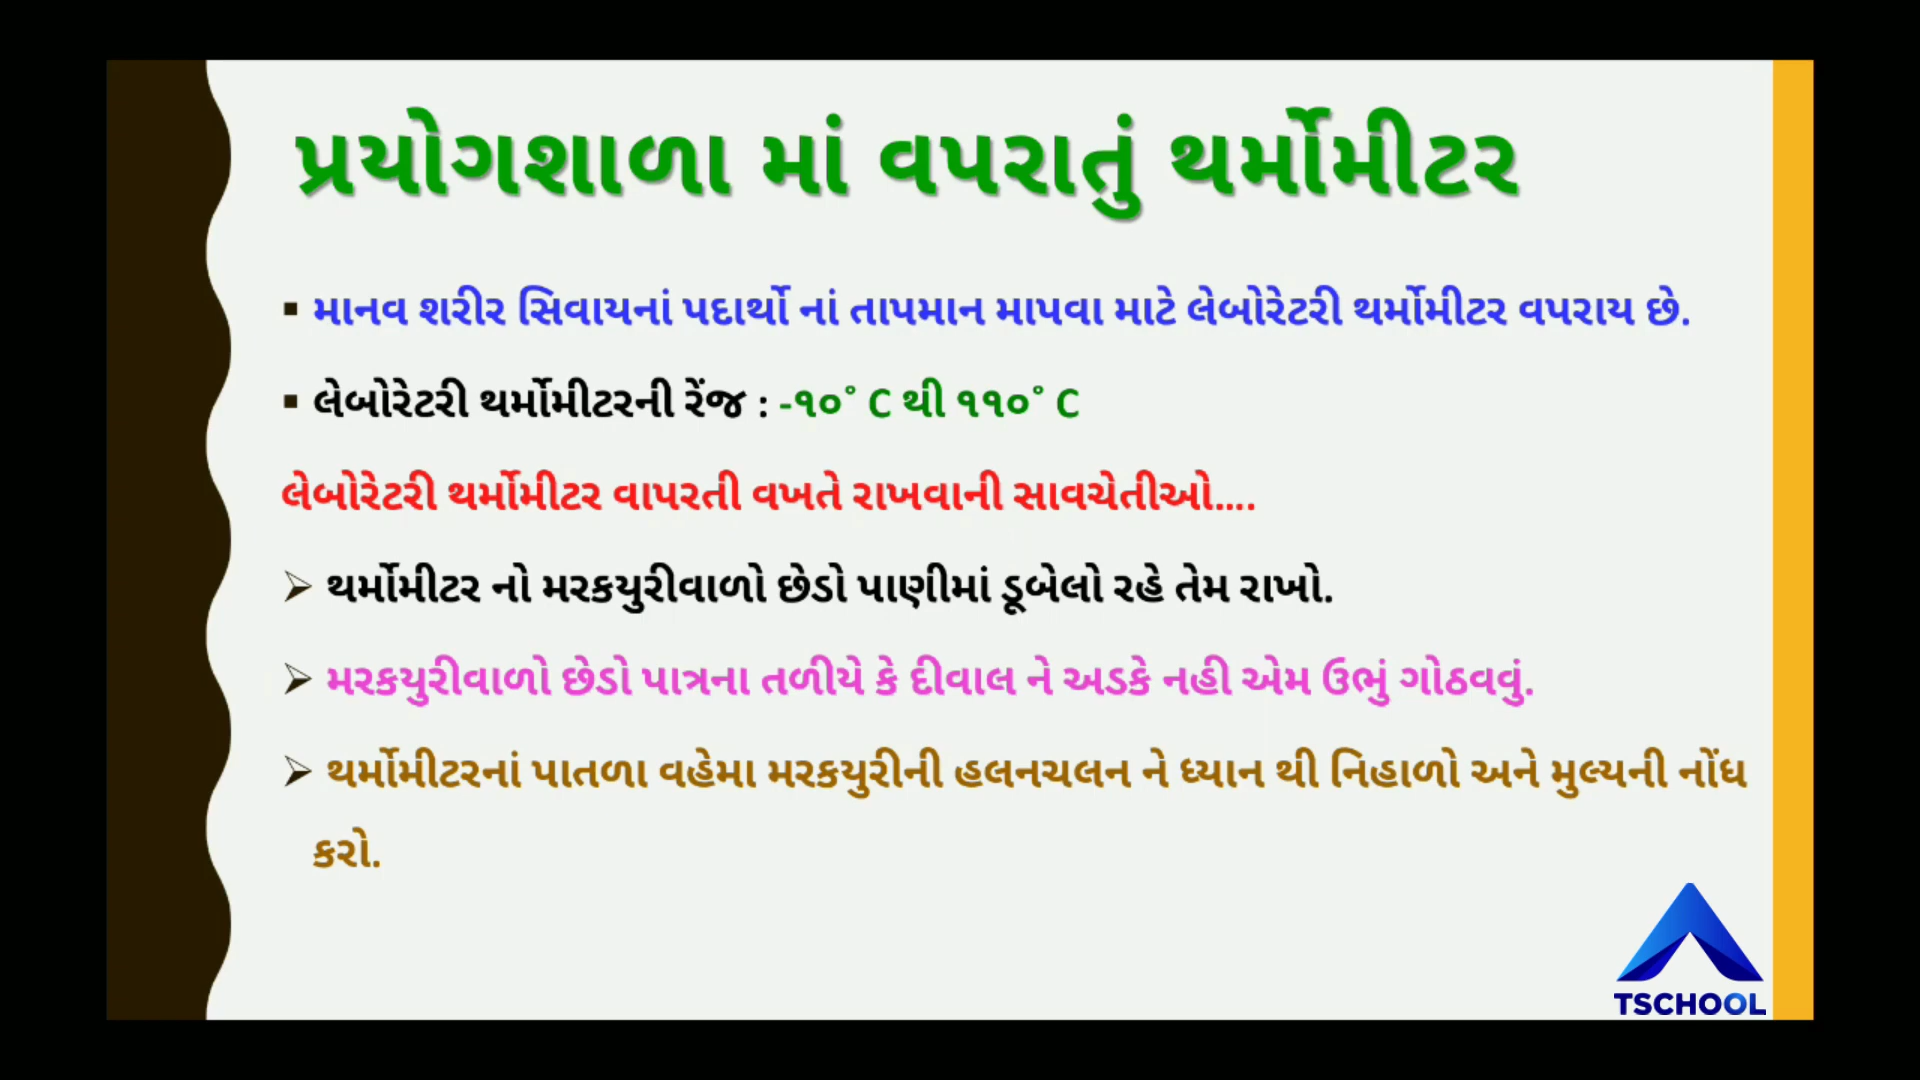 પ્રયોગશાળા માં વપરાતું થર્મોમીટર
▪ માનવ શરીર સિવાયનાં પદાર્થો નાં તાપમાન માપવા માટે લેબોરેટરી થર્મોમીટર વપરાય છે.
▪ લેબોરેટરી થર્મોમીટરની રેંજ : -૧૦˚ C થી ૧૧૦˚ C
લેબોરેટરી થર્મોમીટર વાપરતી વખતે રાખવાની સાવચેતીઓ....
➢ થર્મોમીટર નો મરકયુરીવાળો છેડો પાણીમાં ડૂબેલો રહે તેમ રાખો.
➢ મરકયુરીવાળો છેડો પાત્રના તળીયે કે દીવાલ ને અડકે નહી એમ ઉભું ગોઠવવું.
➢ થર્મોમીટરનાં પાતળા વહેમા મરકયુરીની હલનચલન ને ધ્યાન થી નિહાળો અને મુલ્યની નોંધ
કરો.
TSCHOOL